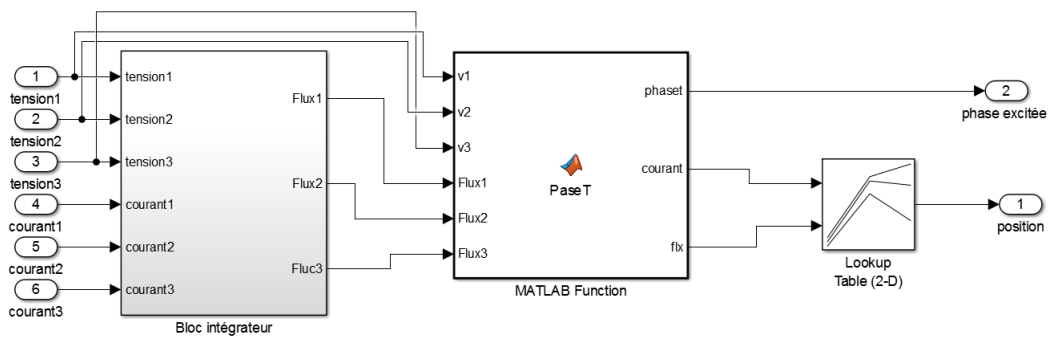 1
tension1
2
tension2
3
tension3
4
courant1
5
courant2
6
courant3
tension1
tension2
tension3
courant1
courant2
courant3
Flux1
Flux2
Fluc3
Bloc intégrateur
v1
v2
v3
Flux1
Flux2
Flux3
PaseT
phaset
courant
flx
MATLAB Function
Lookup
Table (2-D)
2
phase excitée
1
position